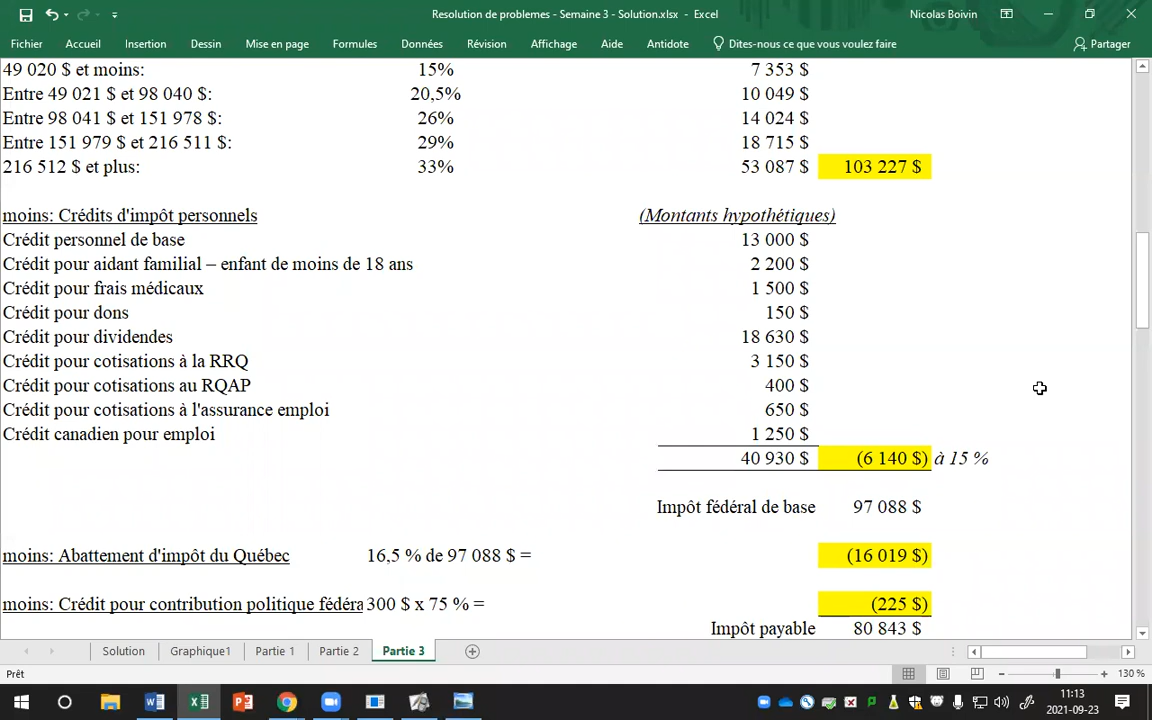 Resolution de problemes - Semaine 3 - Solution.xlsx - Excel
Nicolas Boivin
Fichier Accueil Insertion Dessin Mise en page Formules Données Révision Affichage Aide Antidote Dites-nous ce que vous voulez faire Partager
49 020 $ et moins: 15% 7 353 $
Entre 49 021 $ et 98 040 $: 20,5% 10 049 $
Entre 98 041 $ et 151 978 $: 26% 14 024 $
Entre 151 979 $ et 216 511 $: 29% 18 715 $
216 512 $ et plus: 33% 53 087 $ 103 227 $
moins: Crédits d'impôt personnels (Montants hypothétiques)
Crédit personnel de base 13 000 $
Crédit pour aidant familial – enfant de moins de 18 ans 2 200 $
Crédit pour frais médicaux 1 500 $
Crédit pour dons 150 $
Crédit pour dividendes 18 630 $
Crédit pour cotisations à la RRQ 3 150 $
Crédit pour cotisations au RQAP 400 $
Crédit pour cotisations à l'assurance emploi 650 $
Crédit canadien pour emploi 1 250 $
40 930 $ (6 140 $) à 15 %
Impôt fédéral de base 97 088 $
moins: Abattement d'impôt du Québec 16,5 % de 97 088 $ = (16 019 $)
moins: Crédit pour contribution politique fédéra 300 $ x 75 % = (225 $)
Impôt payable 80 843 $
Solution Graphique1 Partie 1 Partie 2 Partie 3
Prêt 130 %
11:13
2021-09-23